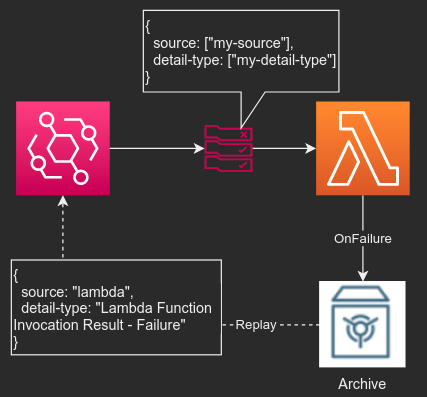 {
source: ["my-source"],
detail-type: ["my-detail-type"]
}
OnFailure
{
source: "lambda",
detail-type: "Lambda Function
Invocation Result - Failure"
}
Replay
Archive